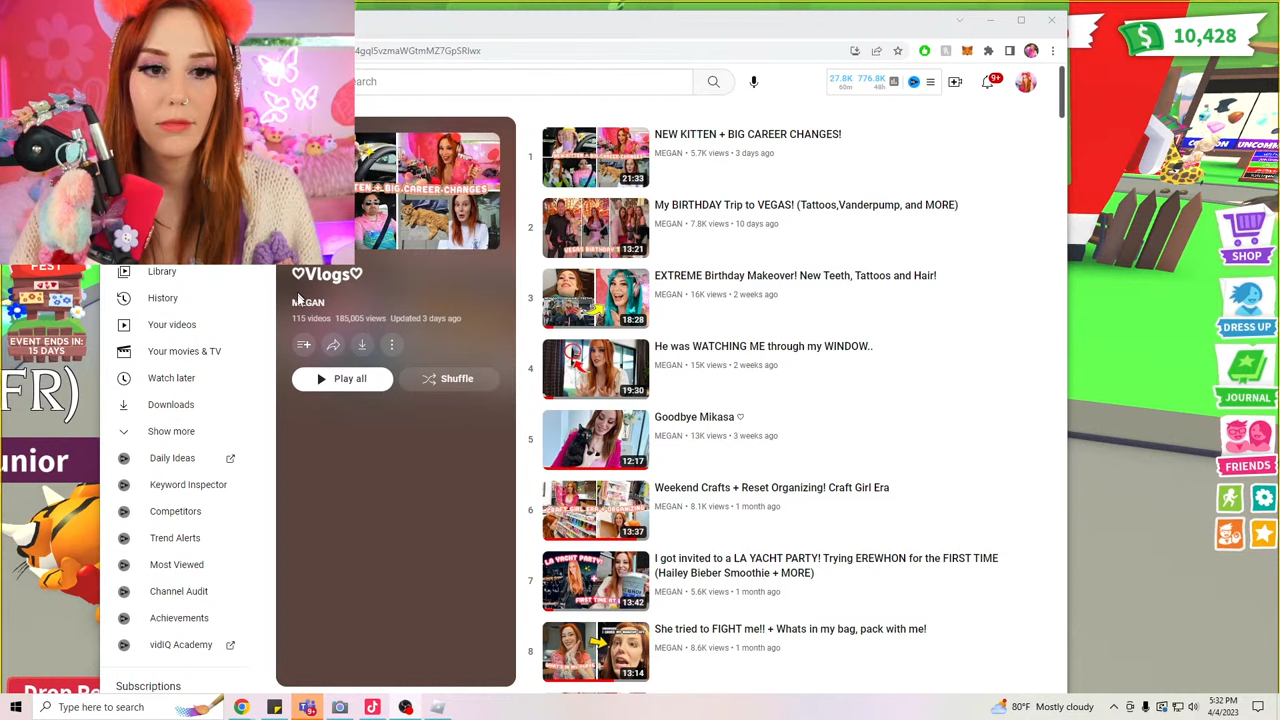 10,428
4gqI5vzmaWGtmMZ7GpSRlwx
earch
27.8K 776.8K
60m 48h
9+
NEW KITTEN + BIG CAREER CHANGES!
MEGAN • 5.7K views • 3 days ago
1
21:33
My BIRTHDAY Trip to VEGAS! (Tattoos,Vanderpump, and MORE)
MEGAN • 7.8K views • 10 days ago
2
13:21
EXTREME Birthday Makeover! New Teeth, Tattoos and Hair!
MEGAN • 16K views • 2 weeks ago
3
18:28
He was WATCHING ME through my WINDOW..
MEGAN • 15K views • 2 weeks ago
4
19:30
Goodbye Mikasa ♡
MEGAN • 13K views • 3 weeks ago
5
12:17
Weekend Crafts + Reset Organizing! Craft Girl Era
MEGAN • 8.1K views • 1 month ago
6
13:37
I got invited to a LA YACHT PARTY! Trying EREWHON for the FIRST TIME
(Hailey Bieber Smoothie + MORE)
MEGAN • 5.6K views • 1 month ago
7
13:42
She tried to FIGHT me!! + Whats in my bag, pack with me!
MEGAN • 8.6K views • 1 month ago
8
13:14
♡Vlogs♡
MEGAN
115 videos 185,005 views Updated 3 days ago
Play all
Shuffle
Library
History
Your videos
Your movies & TV
Watch later
Downloads
Show more
Daily Ideas
Keyword Inspector
Competitors
Trend Alerts
Most Viewed
Channel Audit
Achievements
vidIQ Academy
Subscriptions
FEST
EVENT ENDS IN:
15 DAYS
FR)
unior
SHOP
DRESS UP
JOURNAL
FRIENDS
Type here to search
80°F Mostly cloudy
5:32 PM
4/4/2023